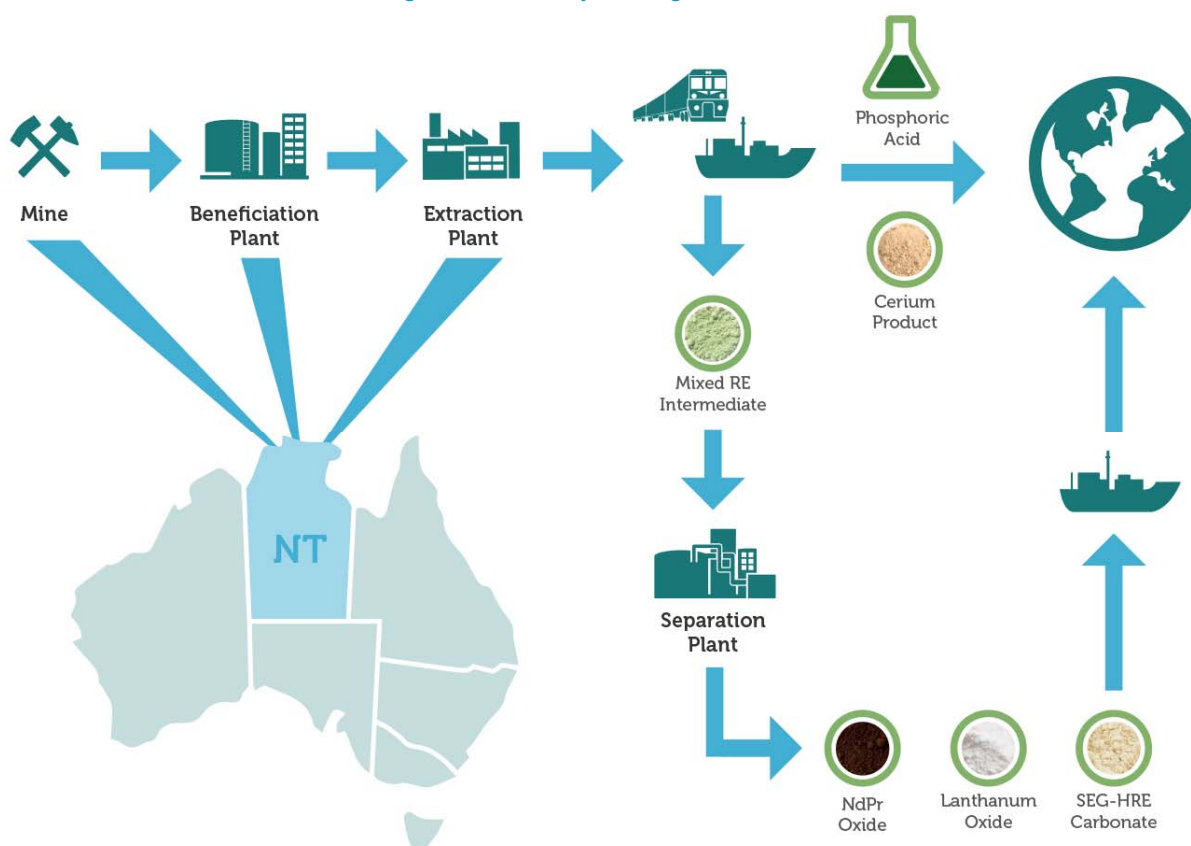 Phosphoric
Acid
Mine
Beneficiation
Plant
Extraction
Plant
Cerium
Product
Mixed RE
Intermediate
NT
Separation
Plant
NdPr
Oxide
Lanthanum
Oxide
SEG-HRE
Carbonate